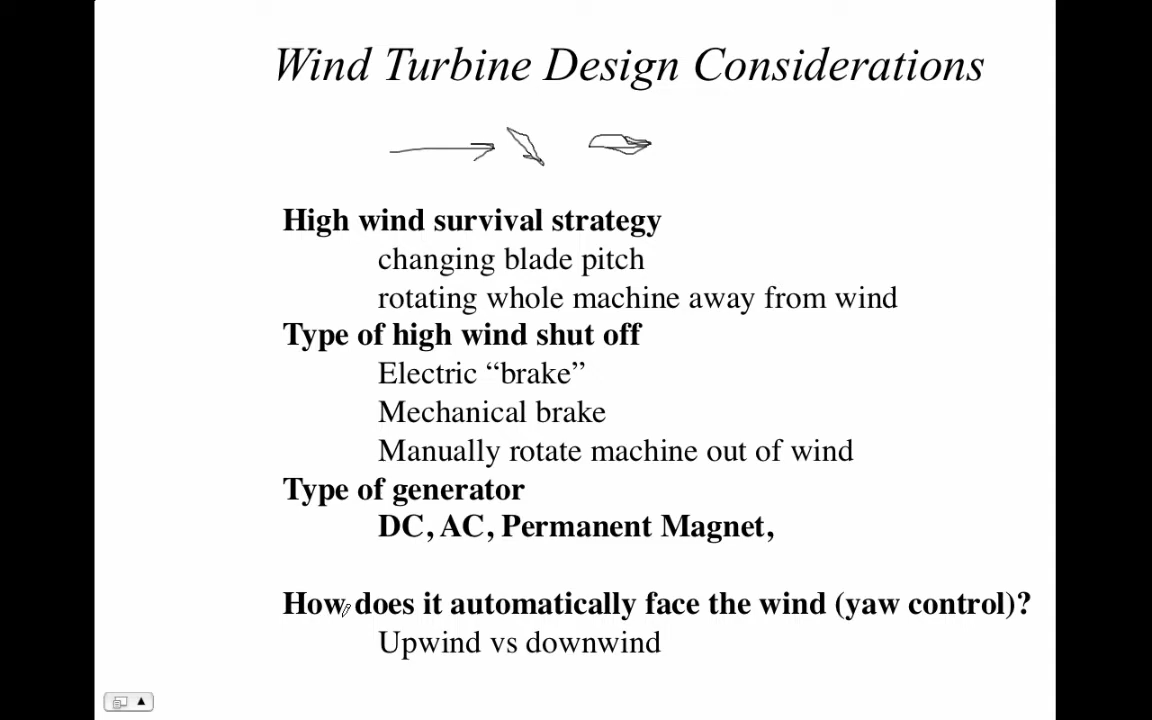 Wind Turbine Design Considerations
High wind survival strategy
changing blade pitch
rotating whole machine away from wind
Type of high wind shut off
Electric “brake”
Mechanical brake
Manually rotate machine out of wind
Type of generator
DC, AC, Permanent Magnet,
How does it automatically face the wind (yaw control)?
Upwind vs downwind